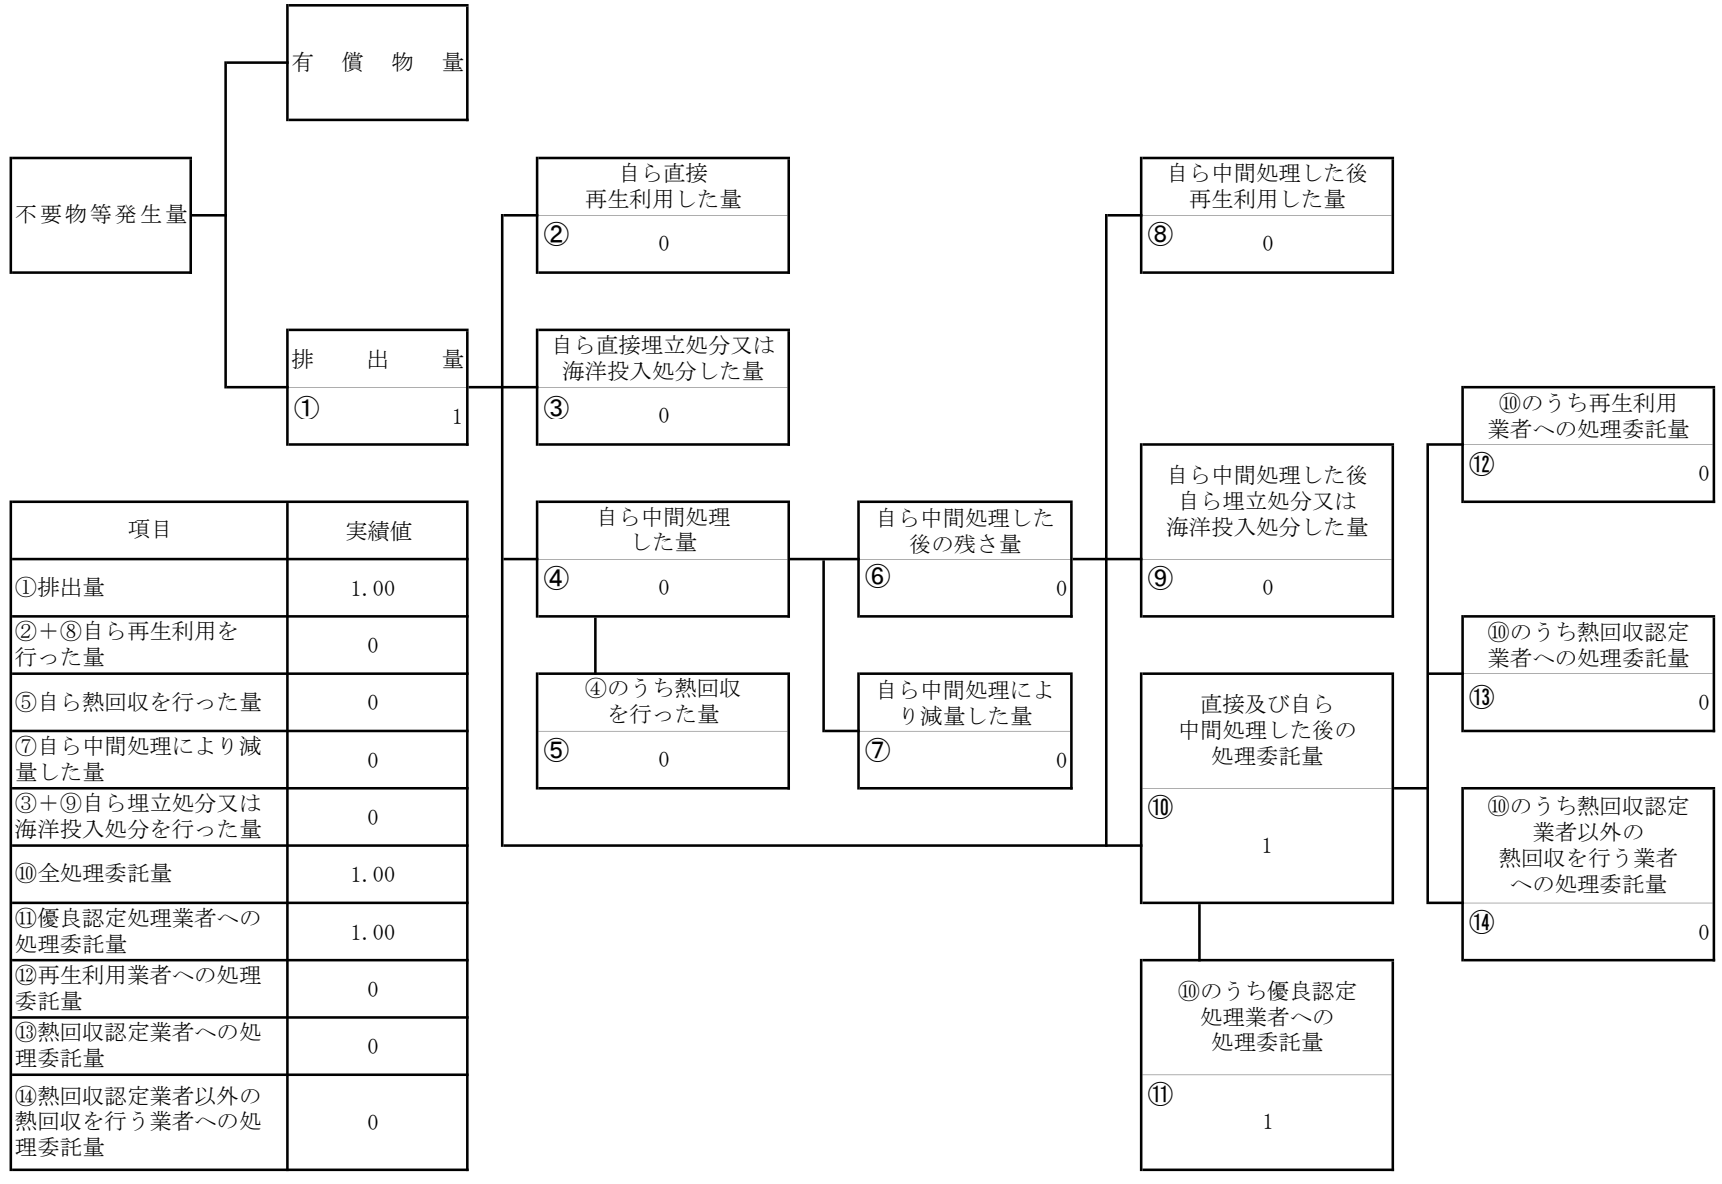 有償物量
不要物等発生量
排出量
①
1
自ら直接
再生利用した量
②
0
自ら直接埋立処分又は
海洋投入処分した量
③
0
自ら中間処理
した量
④
0
④のうち熱回収
を行った量
⑤
0
自ら中間処理した
後の残さ量
⑥
0
自ら中間処理によ
り減量した量
⑦
0
自ら中間処理した後
再生利用した量
⑧
0
自ら中間処理した後
自ら埋立処分又は
海洋投入処分した量
⑨
0
直接及び自ら
中間処理した後の
処理委託量
⑩
1
⑩のうち優良認定
処理業者への
処理委託量
⑪
1
⑩のうち再生利用
業者への処理委託量
⑫
0
⑩のうち熱回収認定
業者への処理委託量
⑬
0
⑩のうち熱回収認定
業者以外の
熱回収を行う業者
への処理委託量
⑭
0
項目 実績値
①排出量 1.00
②＋⑧自ら再生利用を
行った量 0
⑤自ら熱回収を行った量 0
⑦自ら中間処理により減
量した量 0
③＋⑨自ら埋立処分又は
海洋投入処分を行った量 0
⑩全処理委託量 1.00
⑪優良認定処理業者への
処理委託量 1.00
⑫再生利用業者への処理
委託量 0
⑬熱回収認定業者への処
理委託量 0
⑭熱回収認定業者以外の
熱回収を行う業者への処
理委託量 0